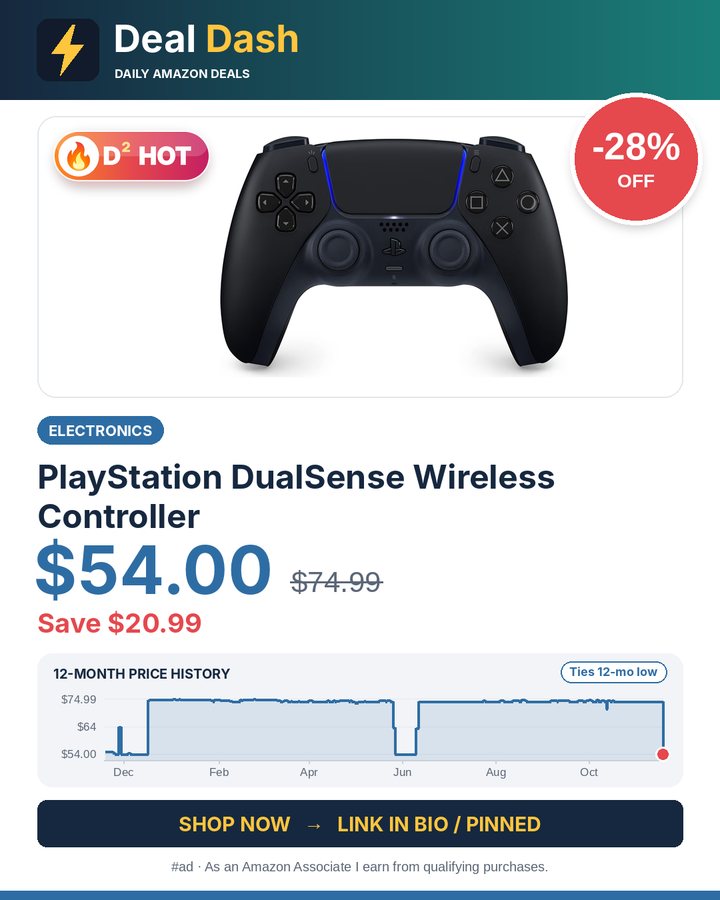 Deal Dash
DAILY AMAZON DEALS
D² HOT
-28%
OFF
ELECTRONICS
PlayStation DualSense Wireless
Controller
$54.00 $74.99
Save $20.99
12-MONTH PRICE HISTORY
Ties 12-mo low
$74.99
$64
$54.00
Dec Feb Apr Jun Aug Oct
SHOP NOW → LINK IN BIO / PINNED
#ad · As an Amazon Associate I earn from qualifying purchases.